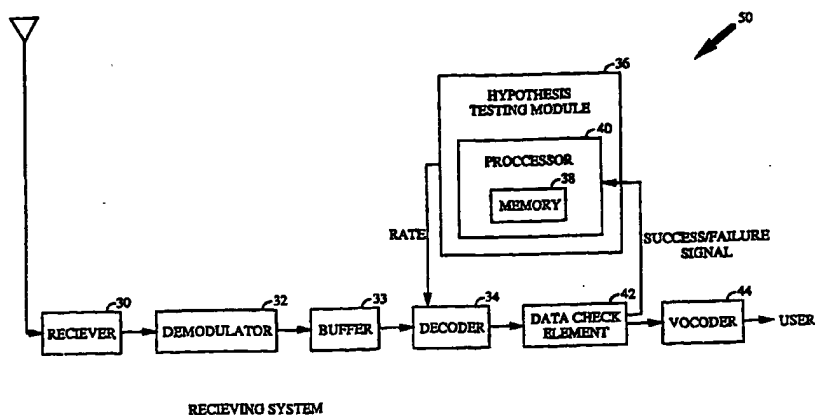 50
36
HYPOTHESIS
TESTING MODULE
40
PROCCESSOR
38
MEMORY
RATE
SUCCESS/FAILURE
SIGNAL
30
RECIEVER
32
DEMODULATOR
33
BUFFER
34
DECODER
42
DATA CHECK
ELEMENT
44
VOCODER
USER
RECIEVING SYSTEM